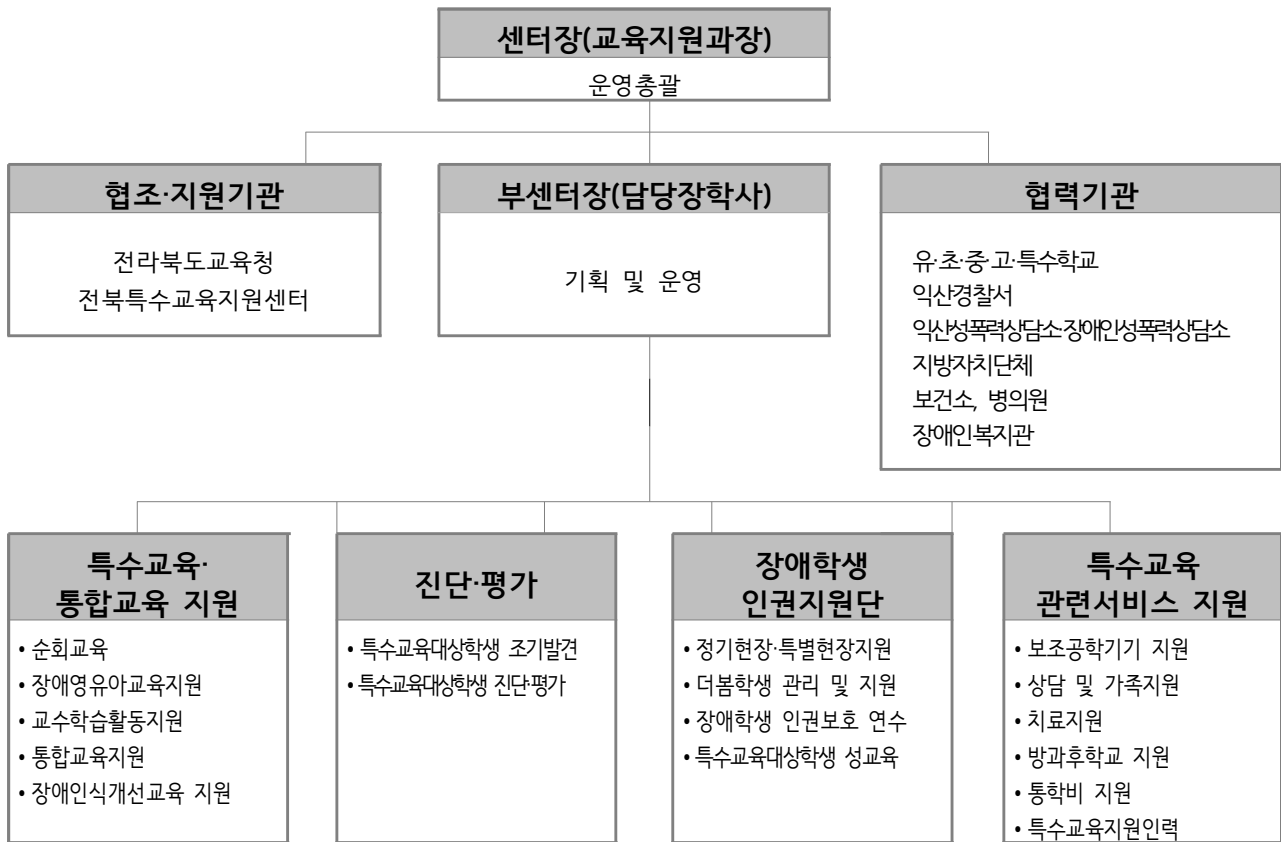 센터장(교육지원과장)
운영총괄
협조·지원기관
전라북도교육청
전북특수교육지원센터
부센터장(담당장학사)
기획 및 운영
협력기관
유·초·중·고·특수학교
익산경찰서
익산성폭력상담소·장애인성폭력상담소
지방자치단체
보건소, 병의원
장애인복지관
특수교육·
통합교육 지원
• 순회교육
• 장애영유아교육지원
• 교수학습활동지원
• 통합교육지원
• 장애인식개선교육 지원
진단·평가
• 특수교육대상학생 조기발견
• 특수교육대상학생 진단·평가
장애학생
인권지원단
• 정기현장·특별현장지원
• 더봄학생 관리 및 지원
• 장애학생 인권보호 연수
• 특수교육대상학생 성교육
특수교육
관련서비스 지원
• 보조공학기기 지원
• 상담 및 가족지원
• 치료지원
• 방과후학교 지원
• 통학비 지원
• 특수교육지원인력